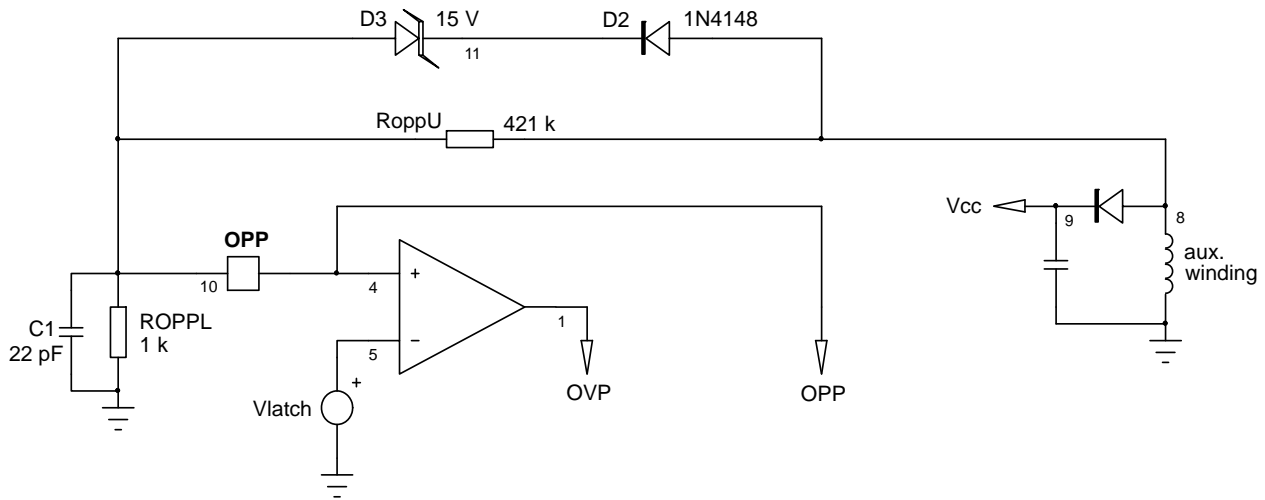 D3 15 V D2 1N4148
11
RoppU 421 k
Vcc
9
8
aux.
winding
OPP
10
4
+
C1
22 pF
ROPPL
1 k
1
5
−
+
Vlatch
OVP
OPP